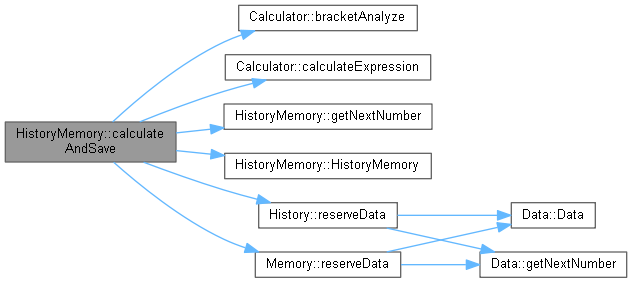 Calculator::bracketAnalyze
Calculator::calculateExpression
HistoryMemory::calculate
AndSave
HistoryMemory::getNextNumber
HistoryMemory::HistoryMemory
History::reserveData
Data::Data
Memory::reserveData
Data::getNextNumber